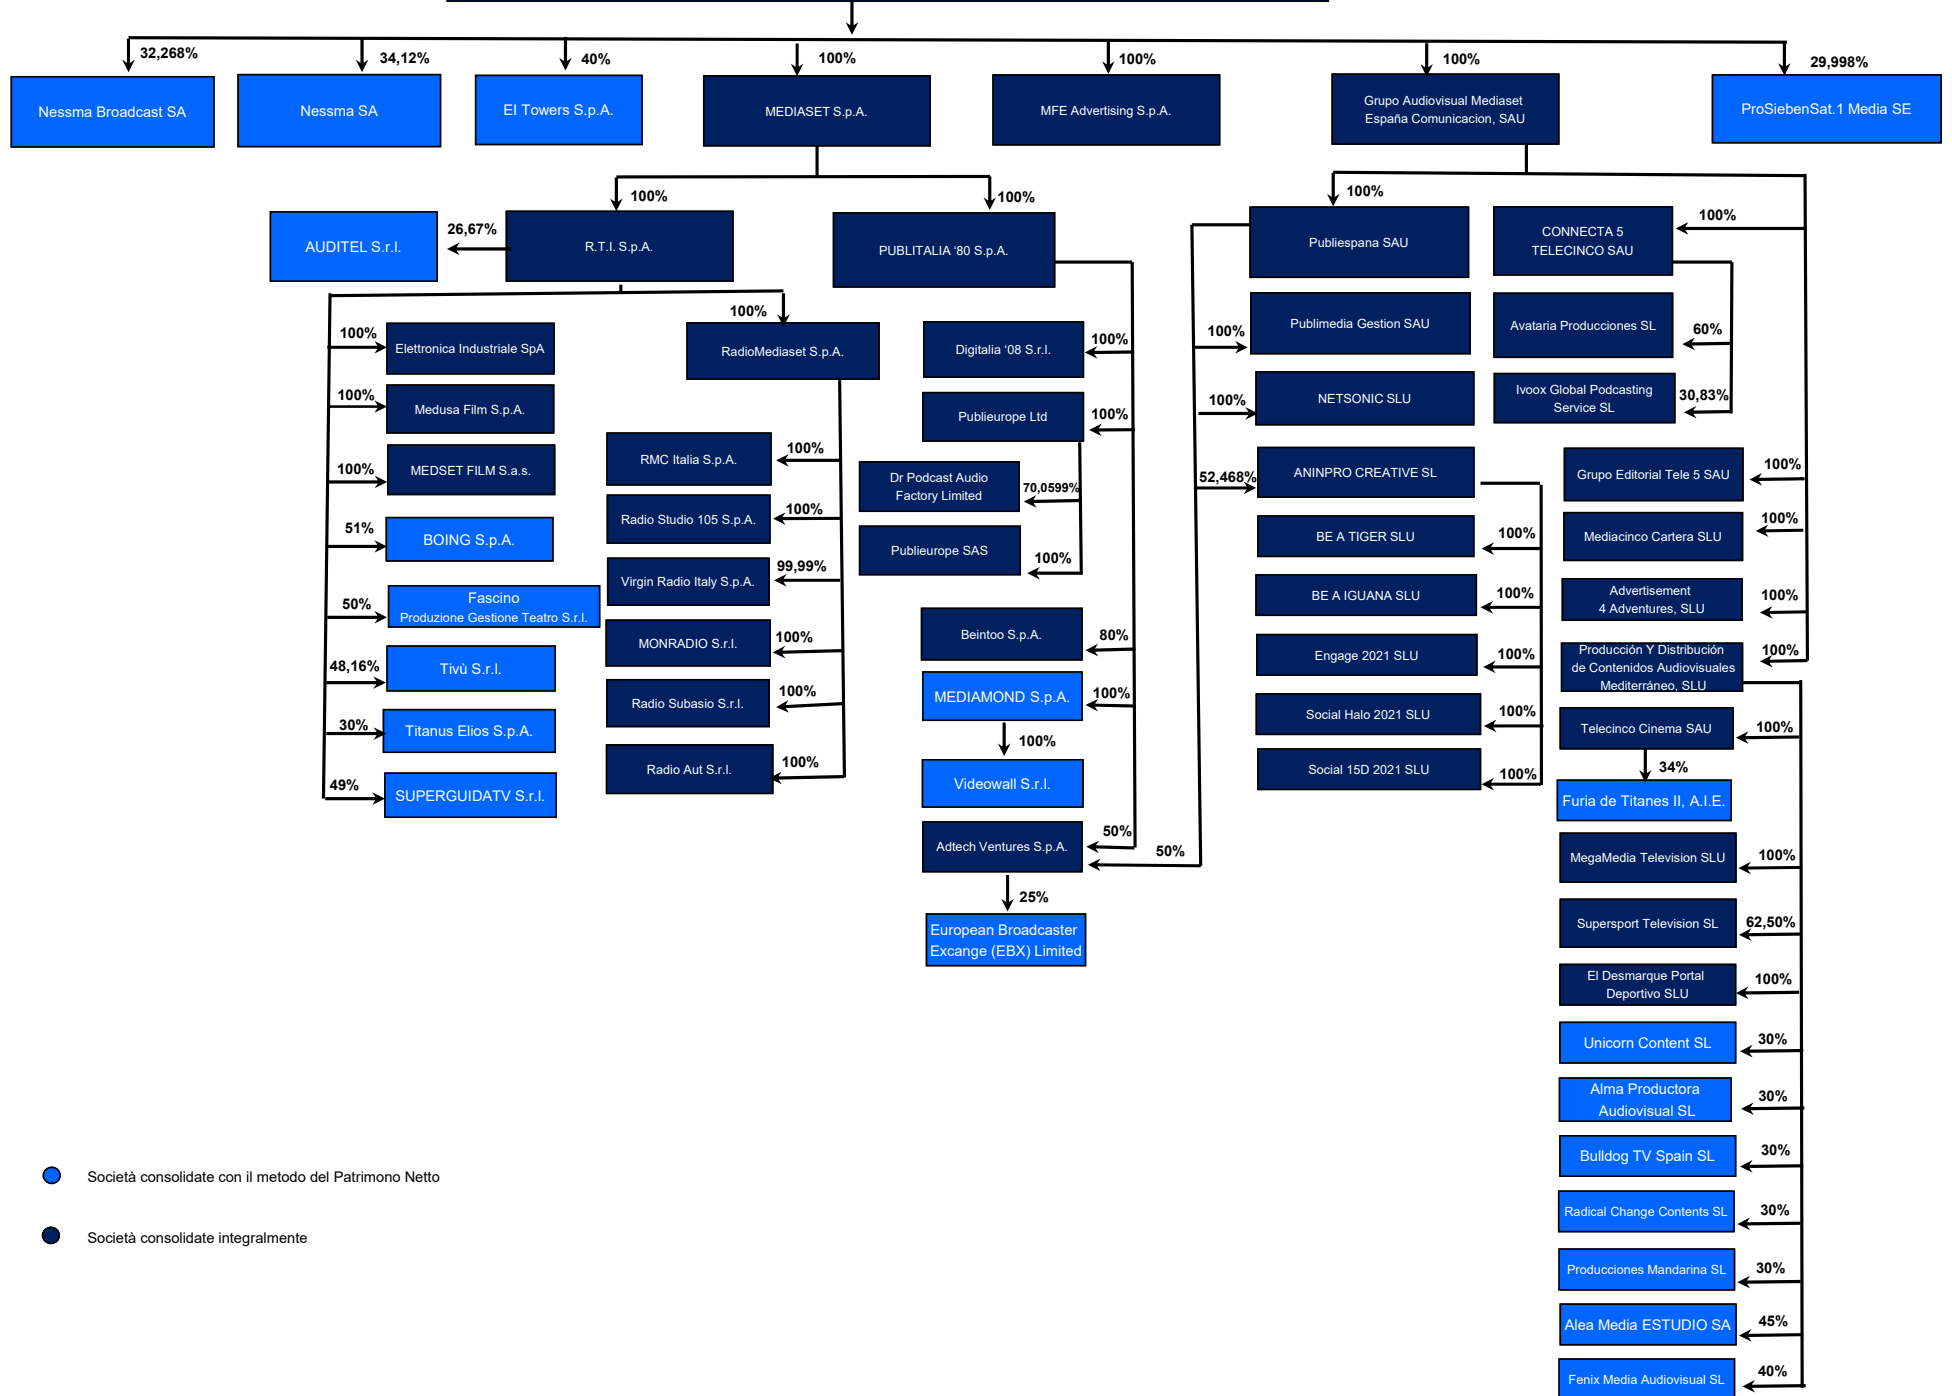 32,268%
34,12%
40%
100%
100%
100%
29,998%
Nessma Broadcast SA
Nessma SA
EI Towers S.p.A.
MEDIASET S.p.A.
MFE Advertising S.p.A.
Grupo Audiovisual Mediaset
España Comunicacion, SAU
ProSiebenSat.1 Media SE
100%
100%
100%
100%
AUDITEL S.r.l.
26,67%
R.T.I. S.p.A.
PUBLITALIA ‘80 S.p.A.
Publiespana SAU
CONNECTA 5
TELECINCO SAU
100%
Elettronica Industriale SpA
100%
Medusa Film S.p.A.
100%
MEDSET FILM S.a.s.
51%
BOING S.p.A.
50%
Fascino
Produzione Gestione Teatro S.r.l.
48,16%
Tivù S.r.l.
30%
Titanus Elios S.p.A.
49%
SUPERGUIDATV S.r.l.
100%
RadioMediaset S.p.A.
RMC Italia S.p.A.
100%
Radio Studio 105 S.p.A.
100%
Virgin Radio Italy S.p.A.
99,99%
MONRADIO S.r.l.
100%
Radio Subasio S.r.l.
100%
Radio Aut S.r.l.
100%
Digitalia ‘08 S.r.l.
100%
Publieurope Ltd
100%
Dr Podcast Audio
Factory Limited
70,0599%
Publieurope SAS
100%
Beintoo S.p.A.
80%
MEDIAMOND S.p.A.
100%
100%
Videowall S.r.l.
Adtech Ventures S.p.A.
50%
50%
25%
European Broadcaster
Excange (EBX) Limited
100%
Publimedia Gestion SAU
100%
NETSONIC SLU
52,468%
ANINPRO CREATIVE SL
BE A TIGER SLU
100%
BE A IGUANA SLU
100%
Engage 2021 SLU
100%
Social Halo 2021 SLU
100%
Social 15D 2021 SLU
100%
Avataria Producciones SL
60%
Ivoox Global Podcasting
Service SL
30,83%
Grupo Editorial Tele 5 SAU
100%
Mediacinco Cartera SLU
100%
Advertisement
4 Adventures, SLU
100%
Producción Y Distribución
de Contenidos Audiovisuales
Mediterráneo, SLU
100%
Telecinco Cinema SAU
100%
34%
Furia de Titanes II, A.I.E.
MegaMedia Television SLU
100%
Supersport Television SL
62,50%
El Desmarque Portal
Deportivo SLU
100%
Unicorn Content SL
30%
Alma Productora
Audiovisual SL
30%
Bulldog TV Spain SL
30%
Radical Change Contents SL
30%
Producciones Mandarina SL
30%
Alea Media ESTUDIO SA
45%
Fenix Media Audiovisual SL
40%
Società consolidate con il metodo del Patrimono Netto
Società consolidate integralmente